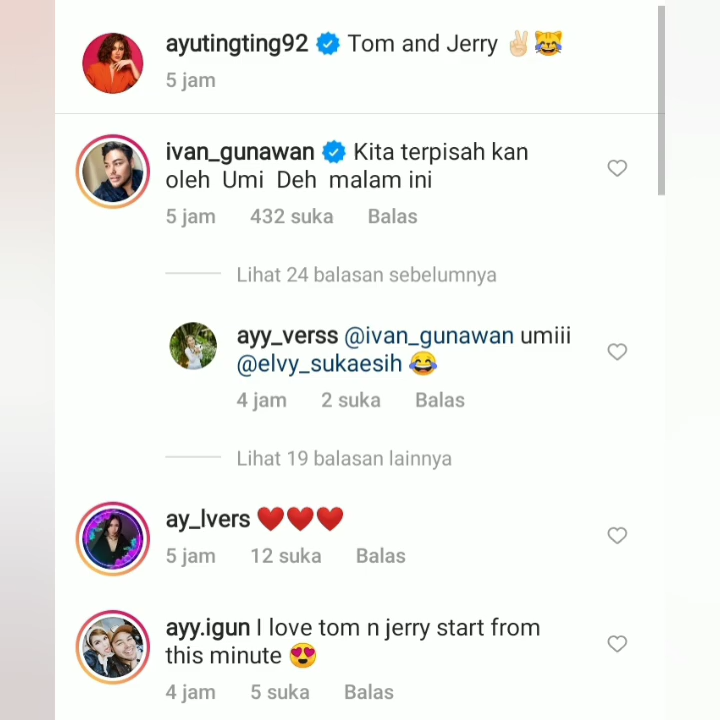 ayutingting92 Tom and Jerry ✌🏻😹
5 jam
ivan_gunawan Kita terpisah kan
oleh Umi Deh malam ini
5 jam 432 suka Balas
Lihat 24 balasan sebelumnya
ayy_verss @ivan_gunawan umiii
@elvy_sukaesih 😂
4 jam 2 suka Balas
Lihat 19 balasan lainnya
ay_lvers ❤️❤️❤️
5 jam 12 suka Balas
ayy.igun I love tom n jerry start from
this minute 😍
4 jam 5 suka Balas